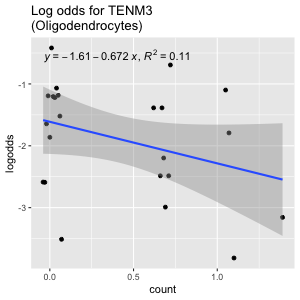 Log odds for TENM3
(Oligodendrocytes)
y = −1.61 − 0.672 x, R² = 0.11
-1
-2
-3
logodds
0.0 0.5 1.0
count